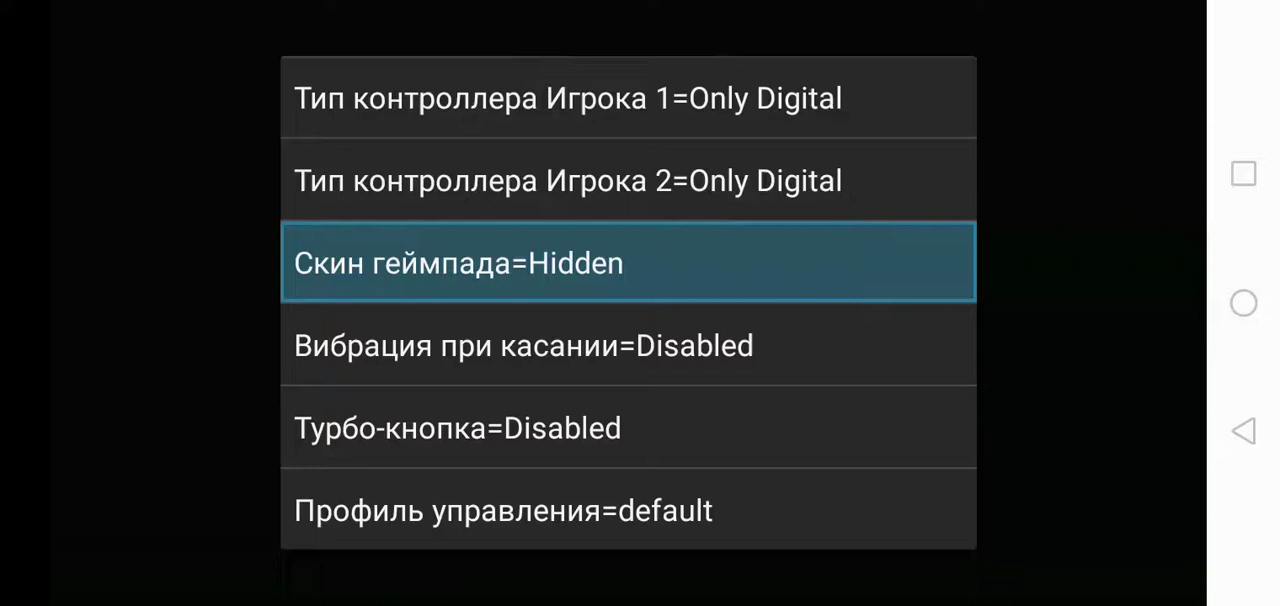 Тип контроллера Игрока 1=Only Digital
Тип контроллера Игрока 2=Only Digital
Скин геймпада=Hidden
Вибрация при касании=Disabled
Турбо-кнопка=Disabled
Профиль управления=default